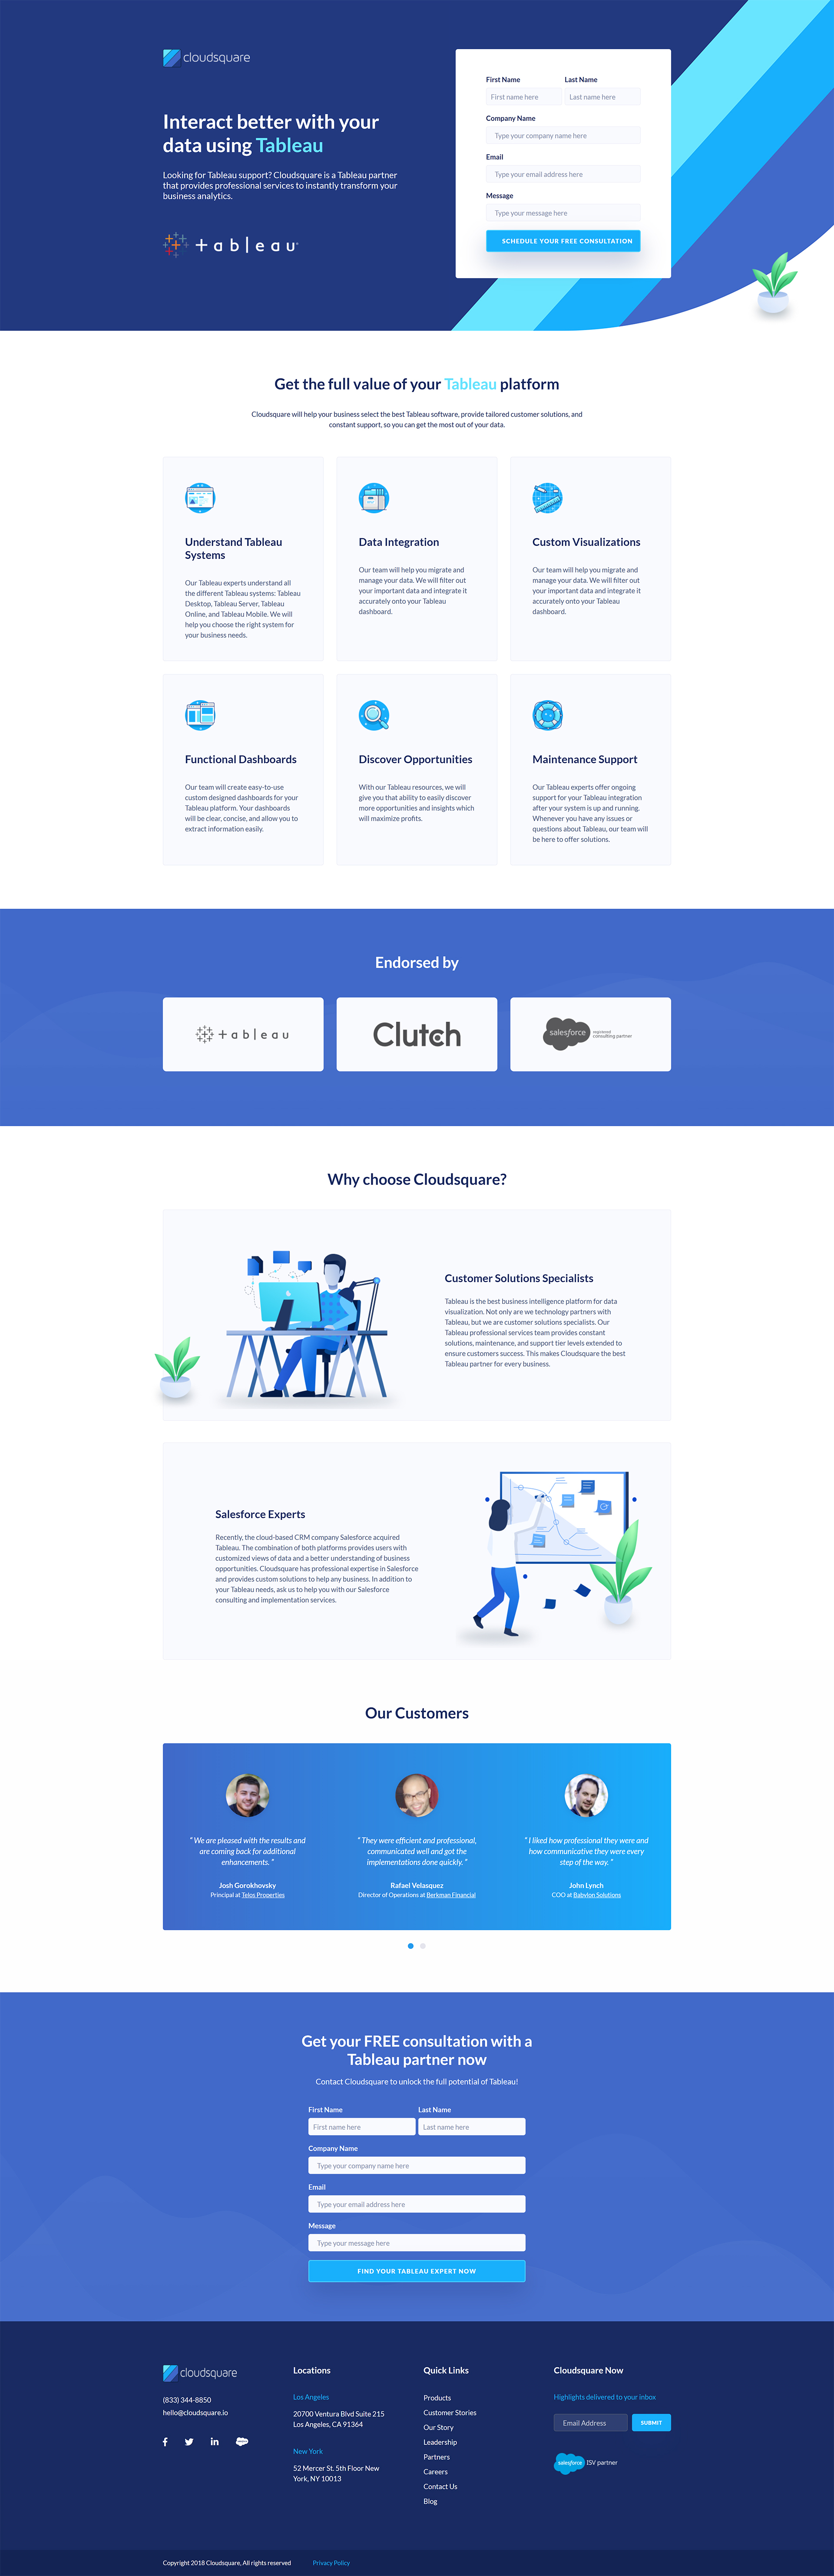 cloudsquare
Interact better with your
data using Tableau
Looking for Tableau support? Cloudsquare is a Tableau partner
that provides professional services to instantly transform your
business analytics.
+ableau
First Name
Last Name
First name here
Last name here
Company Name
Type your company name here
Email
Type your email address here
Message
Type your message here
SCHEDULE YOUR FREE CONSULTATION
Get the full value of your Tableau platform
Cloudsquare will help your business select the best Tableau software, provide tailored customer solutions, and
constant support, so you can get the most out of your data.
Understand Tableau
Systems
Our Tableau experts understand all
the different Tableau systems: Tableau
Desktop, Tableau Server, Tableau
Online, and Tableau Mobile. We will
help you choose the right system for
your business needs.
Data Integration
Our team will help you migrate and
manage your data. We will filter out
your important data and integrate it
accurately onto your Tableau
dashboard.
Custom Visualizations
Our team will help you migrate and
manage your data. We will filter out
your important data and integrate it
accurately onto your Tableau
dashboard.
Functional Dashboards
Our team will create easy-to-use
custom designed dashboards for your
Tableau platform. Your dashboards
will be clear, concise, and allow you to
extract information easily.
Discover Opportunities
With our Tableau resources, we will
give you that ability to easily discover
more opportunities and insights which
will maximize profits.
Maintenance Support
Our Tableau experts offer ongoing
support for your Tableau integration
after your system is up and running.
Whenever you have any issues or
questions about Tableau, our team will
be here to offer solutions.
Endorsed by
+ableau
Clutch
salesforce
registered
consulting partner
Why choose Cloudsquare?
Customer Solutions Specialists
Tableau is the best business intelligence platform for data
visualization. Not only are we technology partners with
Tableau, but we are customer solutions specialists. Our
Tableau professional services team provides constant
solutions, maintenance, and support tier levels extended to
ensure customers success. This makes Cloudsquare the best
Tableau partner for every business.
Salesforce Experts
Recently, the cloud-based CRM company Salesforce acquired
Tableau. The combination of both platforms provides users with
customized views of data and a better understanding of business
opportunities. Cloudsquare has professional expertise in Salesforce
and provides custom solutions to help any business. In addition to
your Tableau needs, ask us to help you with our Salesforce
consulting and implementation services.
Our Customers
" We are pleased with the results and
are coming back for additional
enhancements. "
Josh Gorokhovsky
Principal at Telos Properties
" They were efficient and professional,
communicated well and got the
implementations done quickly. "
Rafael Velasquez
Director of Operations at Berkman Financial
" I liked how professional they were and
how communicative they were every
step of the way. "
John Lynch
COO at Babylon Solutions
Get your FREE consultation with a
Tableau partner now
Contact Cloudsquare to unlock the full potential of Tableau!
First Name
Last Name
First name here
Last name here
Company Name
Type your company name here
Email
Type your email address here
Message
Type your message here
FIND YOUR TABLEAU EXPERT NOW
cloudsquare
(833) 344-8850
hello@cloudsquare.io
Locations
Los Angeles
20700 Ventura Blvd Suite 215
Los Angeles, CA 91364
New York
52 Mercer St. 5th Floor New
York, NY 10013
Quick Links
Products
Customer Stories
Our Story
Leadership
Partners
Careers
Contact Us
Blog
Cloudsquare Now
Highlights delivered to your inbox
Email Address
SUBMIT
salesforce
ISV partner
Copyright 2018 Cloudsquare, All rights reserved
Privacy Policy